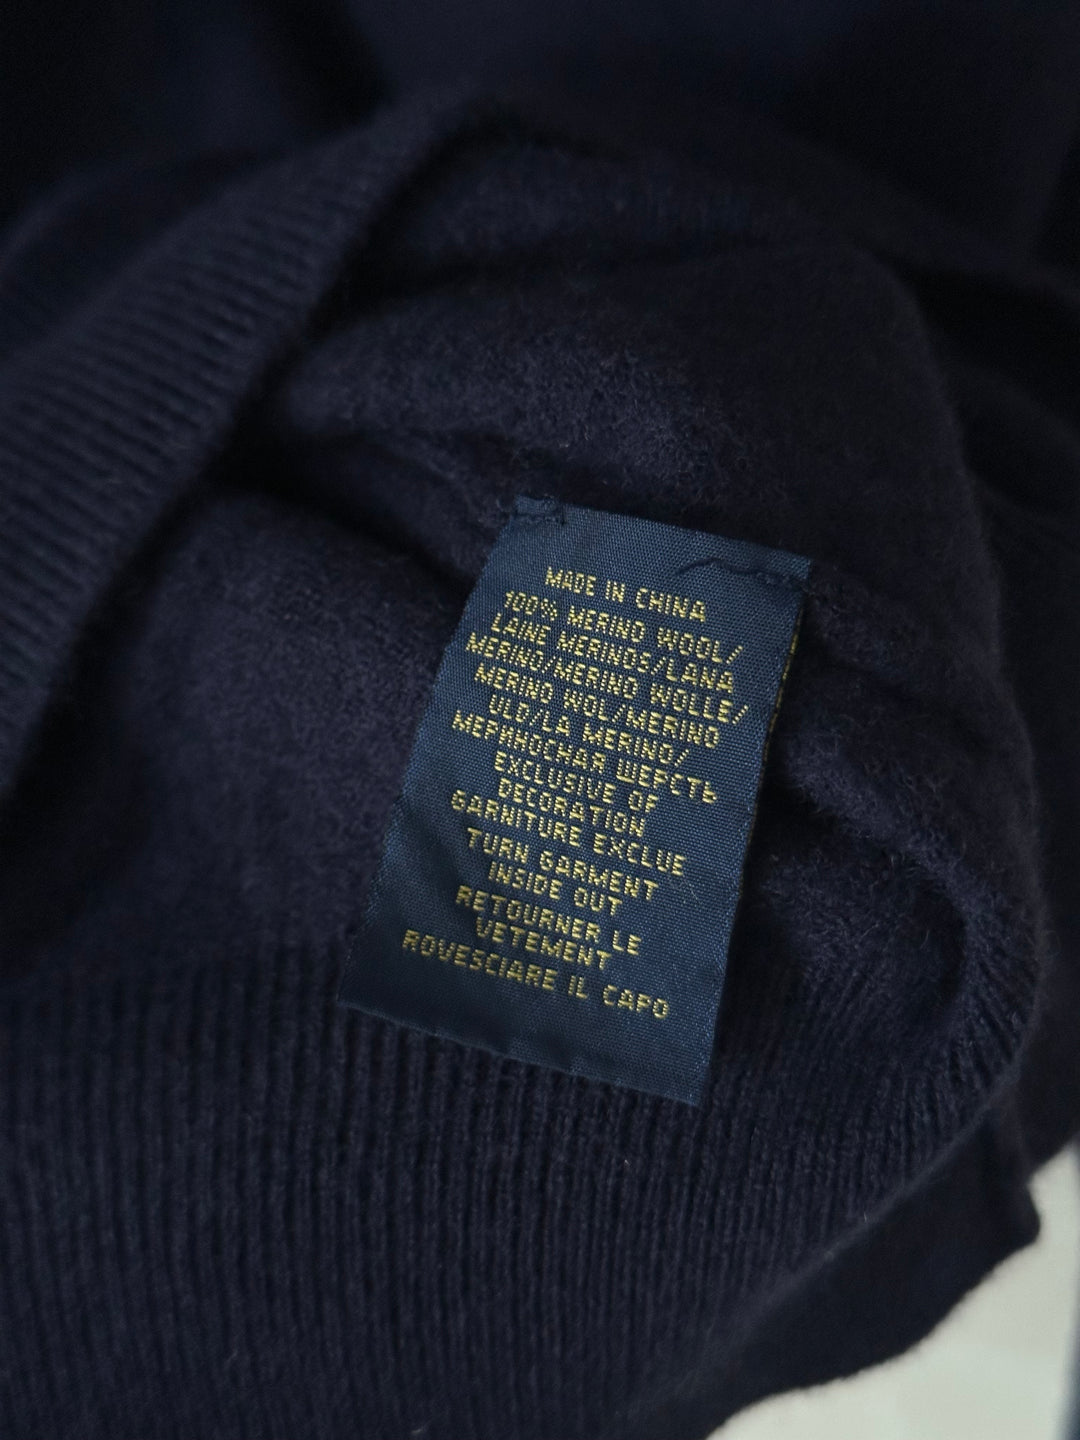 MADE IN CHINA
100% MERINO WOOL/
LAINE MERINOS/LANA
MERINO/MERINO WOLLE/
MERINO WOL/MERINO
ULD/LA MERINO/
МЕРИНОСНАЯ ШЕРСТЬ
EXCLUSIVE OF
DECORATION
GARNITURE EXCLUE
TURN GARMENT
INSIDE OUT
RETOURNER LE
VETEMENT
ROVESCIARE IL CAPO